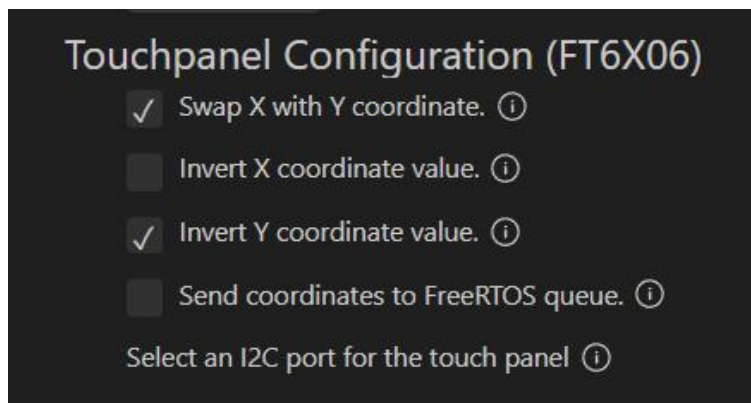 Touchpanel Configuration (FT6X06)
Swap X with Y coordinate.
Invert X coordinate value.
Invert Y coordinate value.
Send coordinates to FreeRTOS queue.
Select an I2C port for the touch panel